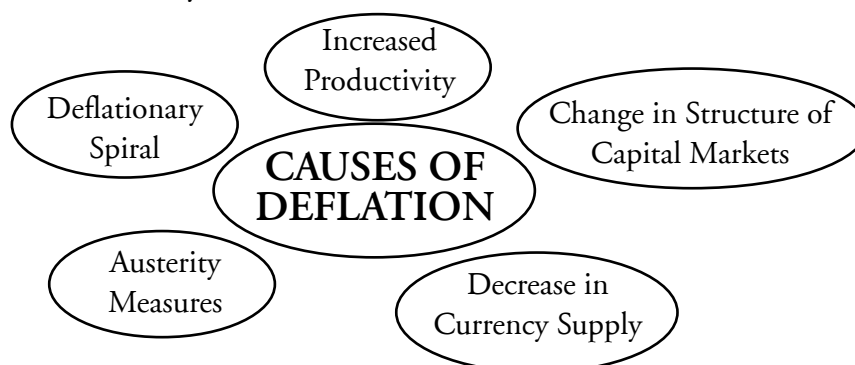 Increased
Productivity
Deflationary
Spiral
Change in Structure of
Capital Markets
CAUSES OF
DEFLATION
Austerity
Measures
Decrease in
Currency Supply